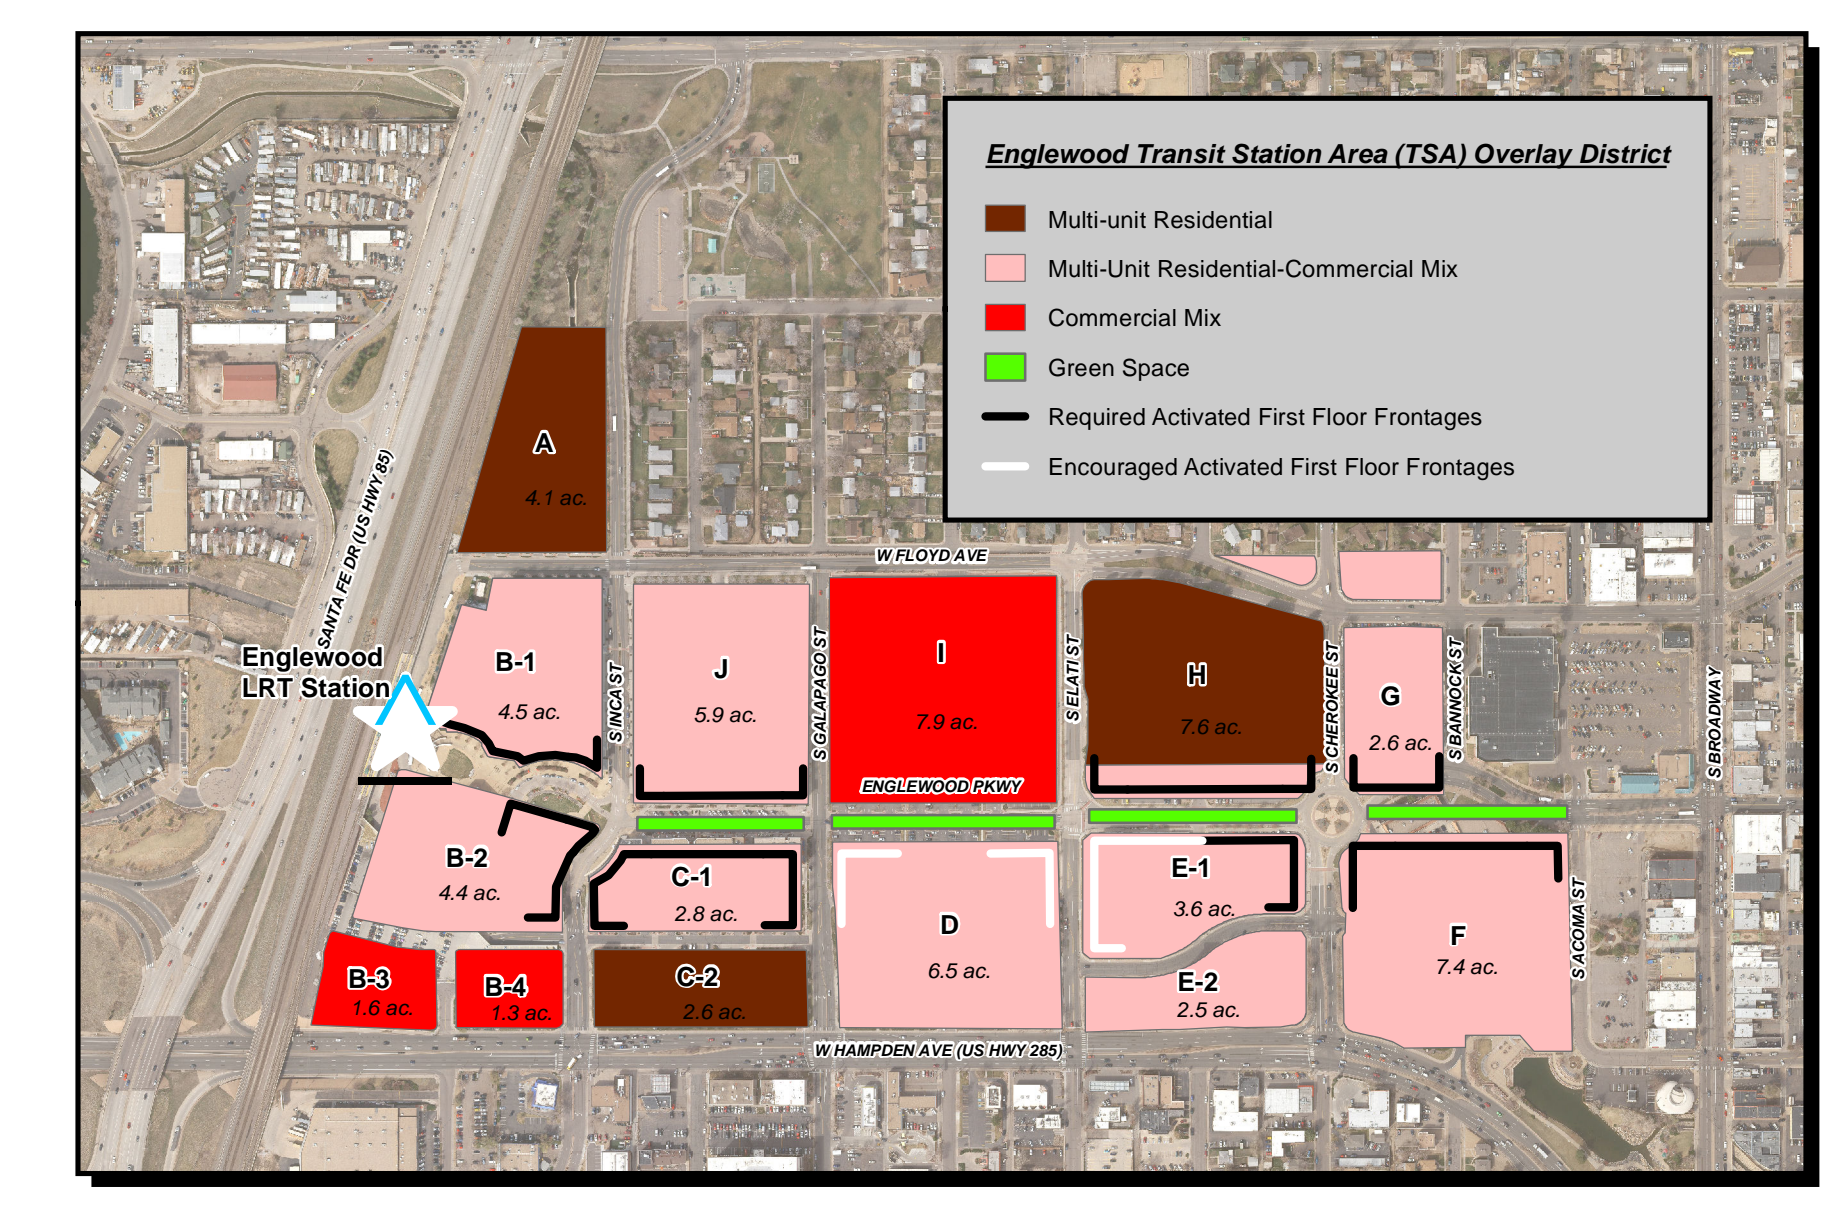 Englewood Transit Station Area (TSA) Overlay District
Multi-unit Residential
Multi-Unit Residential-Commercial Mix
Commercial Mix
Green Space
Required Activated First Floor Frontages
Encouraged Activated First Floor Frontages
A
4.1 ac.
SANTA FE DR (US HWY 85)
W FLOYD AVE
Englewood
LRT Station
B-1
4.5 ac.
S INCA ST
J
5.9 ac.
S GALAPAGO ST
I
7.9 ac.
ENGLEWOOD PKWY
S ELATI ST
H
7.6 ac.
S CHEROKEE ST
G
2.6 ac.
S BANNOCK ST
S BROADWAY
B-2
4.4 ac.
C-1
2.8 ac.
D
6.5 ac.
E-1
3.6 ac.
F
7.4 ac.
S ACOMA ST
B-3
1.6 ac.
B-4
1.3 ac.
C-2
2.6 ac.
E-2
2.5 ac.
W HAMPDEN AVE (US HWY 285)